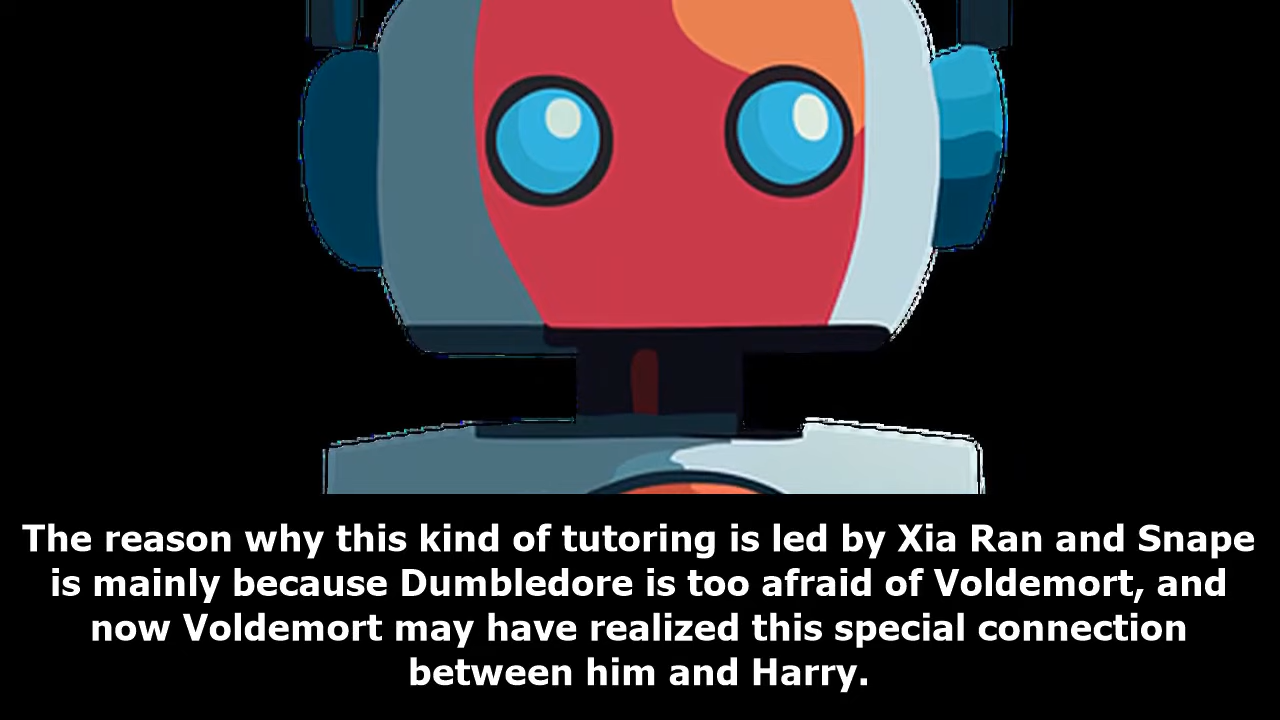 The reason why this kind of tutoring is led by Xia Ran and Snape
is mainly because Dumbledore is too afraid of Voldemort, and
now Voldemort may have realized this special connection
between him and Harry.